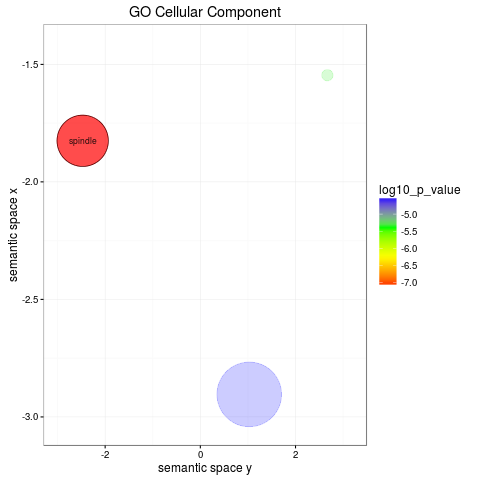 GO Cellular Component
-1.5
-2.0
-2.5
-3.0
semantic space x
spindle
-2
0
2
semantic space y
log10_p_value
-5.0
-5.5
-6.0
-6.5
-7.0